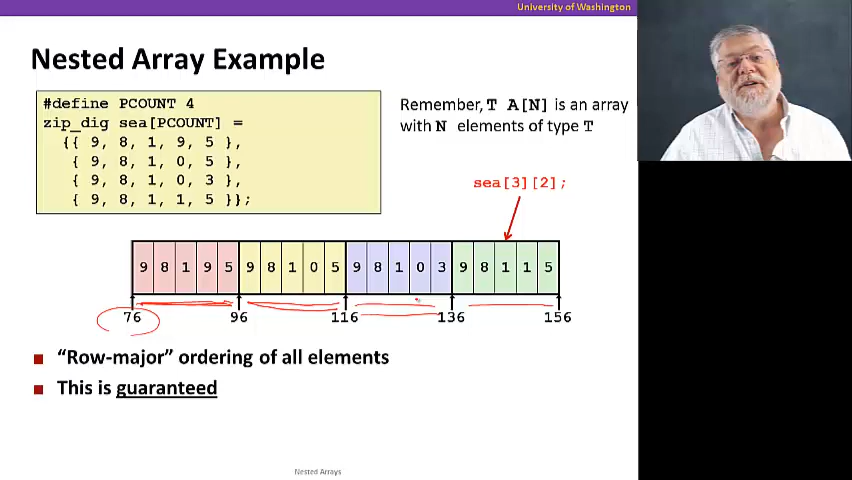 University of Washington
Nested Array Example
#define PCOUNT 4
zip_dig sea[PCOUNT] =
{{ 9, 8, 1, 9, 5 },
{ 9, 8, 1, 0, 5 },
{ 9, 8, 1, 0, 3 },
{ 9, 8, 1, 1, 5 }};
Remember, T A[N] is an array
with N elements of type T
sea[3][2];
9 8 1 9 5 9 8 1 0 5 9 8 1 0 3 9 8 1 1 5
76 96 116 136 156
■ “Row-major” ordering of all elements
■ This is guaranteed
Nested Arrays